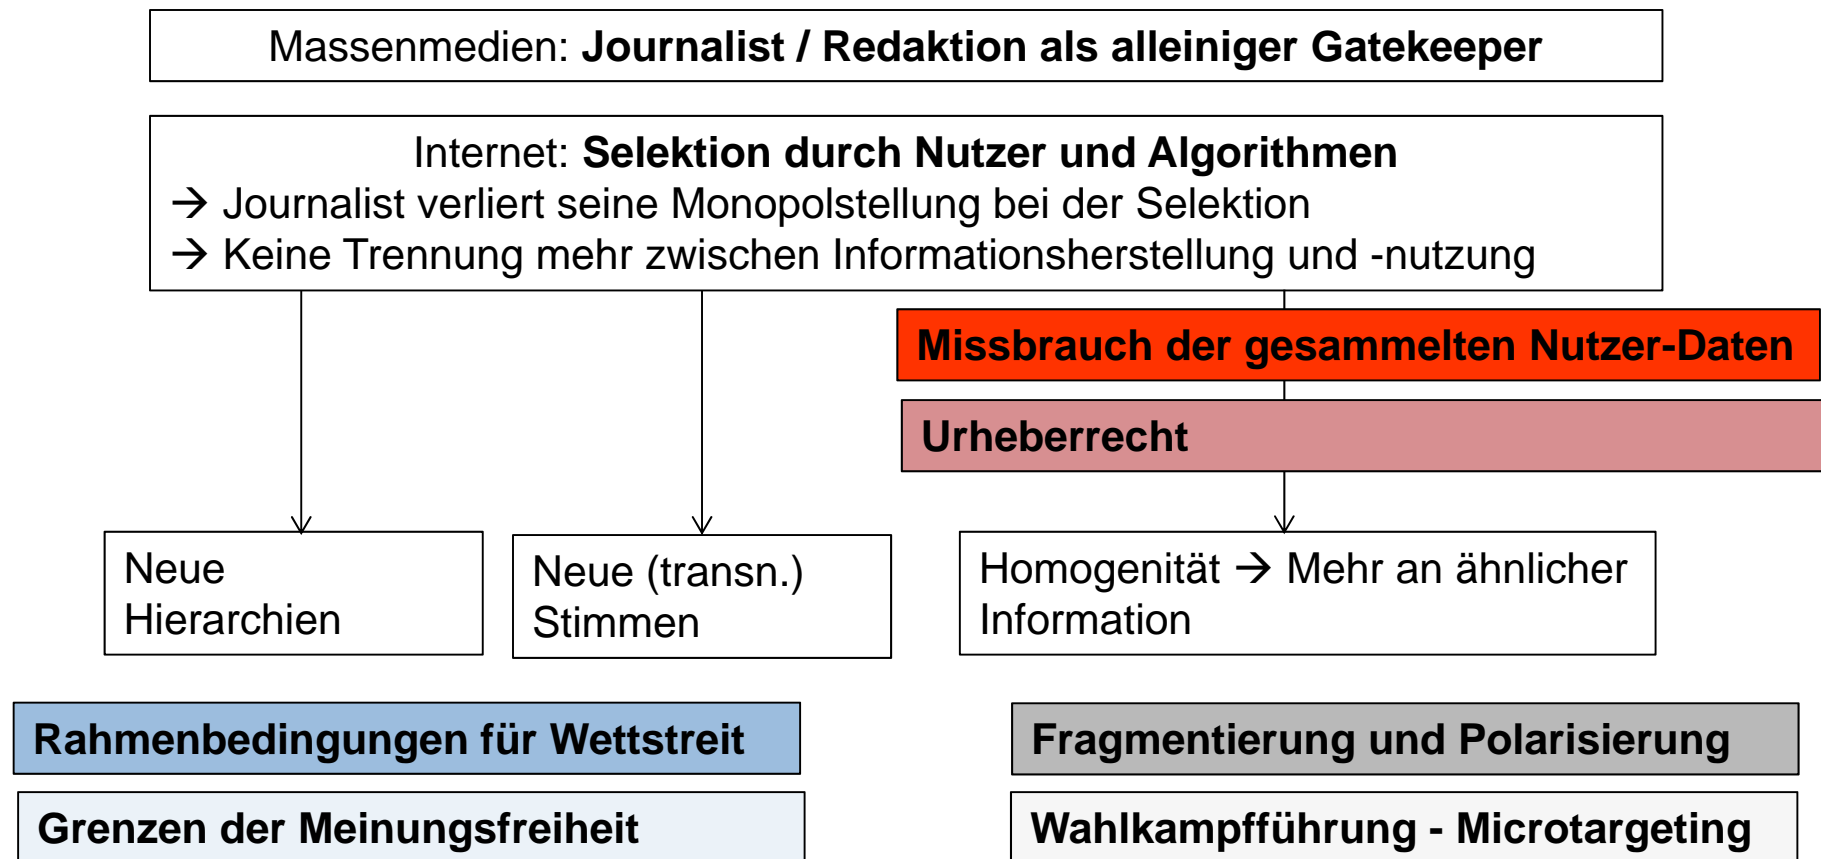 Massenmedien: Journalist / Redaktion als alleiniger Gatekeeper
Internet: Selektion durch Nutzer und Algorithmen
→ Journalist verliert seine Monopolstellung bei der Selektion
→ Keine Trennung mehr zwischen Informationsherstellung und -nutzung
Missbrauch der gesammelten Nutzer-Daten
Urheberrecht
Neue
Hierarchien
Neue (transn.)
Stimmen
Homogenität → Mehr an ähnlicher
Information
Rahmenbedingungen für Wettstreit
Fragmentierung und Polarisierung
Grenzen der Meinungsfreiheit
Wahlkampfführung - Microtargeting